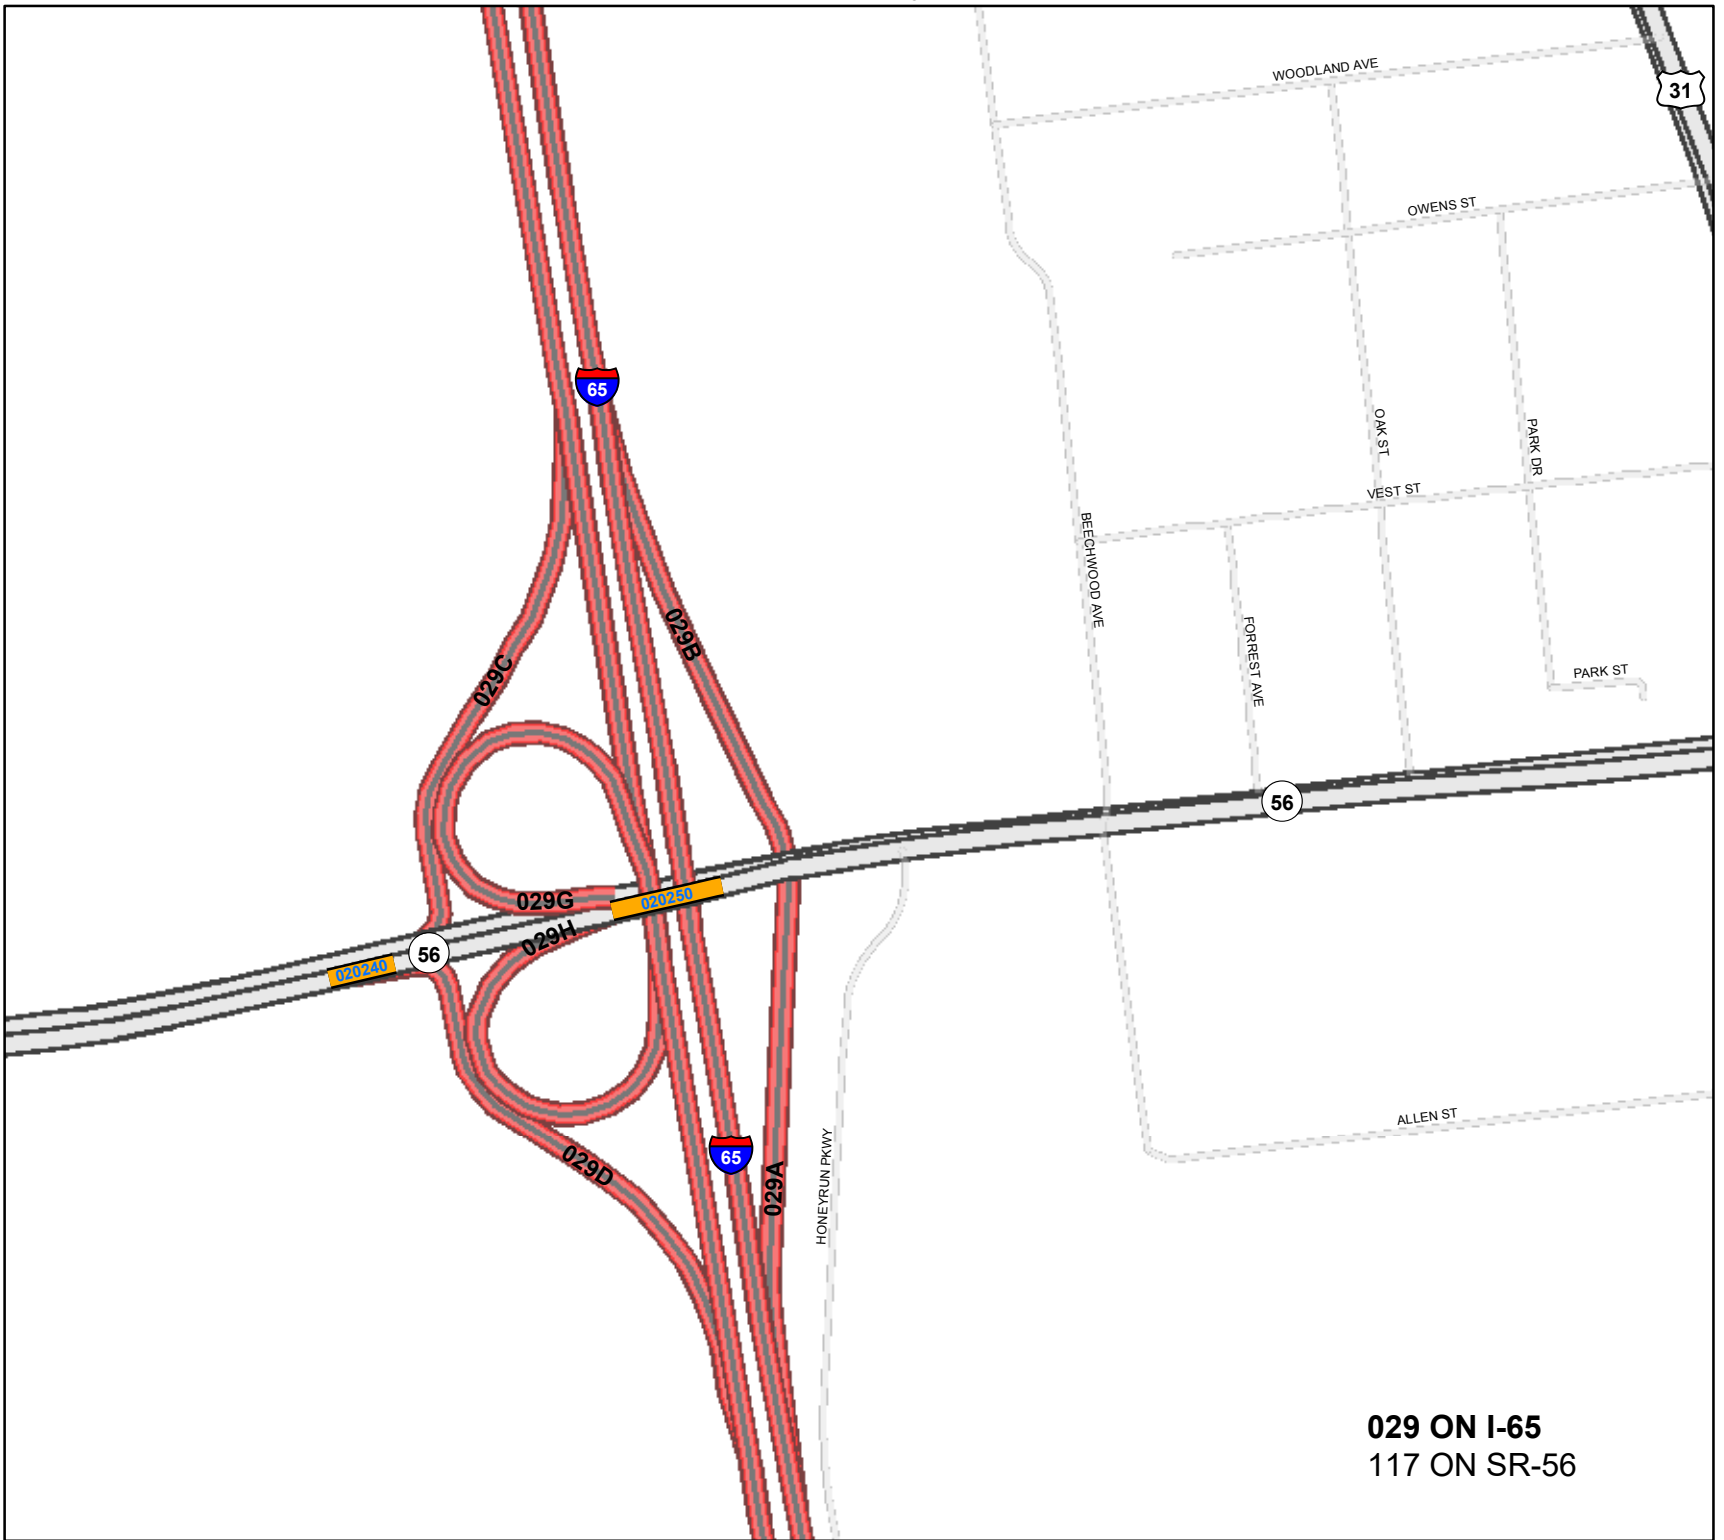 WOODLAND AVE
31
OWENS ST
65
OAK ST
PARK DR
VEST ST
BEECHWOOD AVE
FORREST AVE
029B
029C
PARK ST
56
020250
029G
029H
56
020240
ALLEN ST
HONEYRUN PKWY
65
029D
029A
029 ON I-65
117 ON SR-56